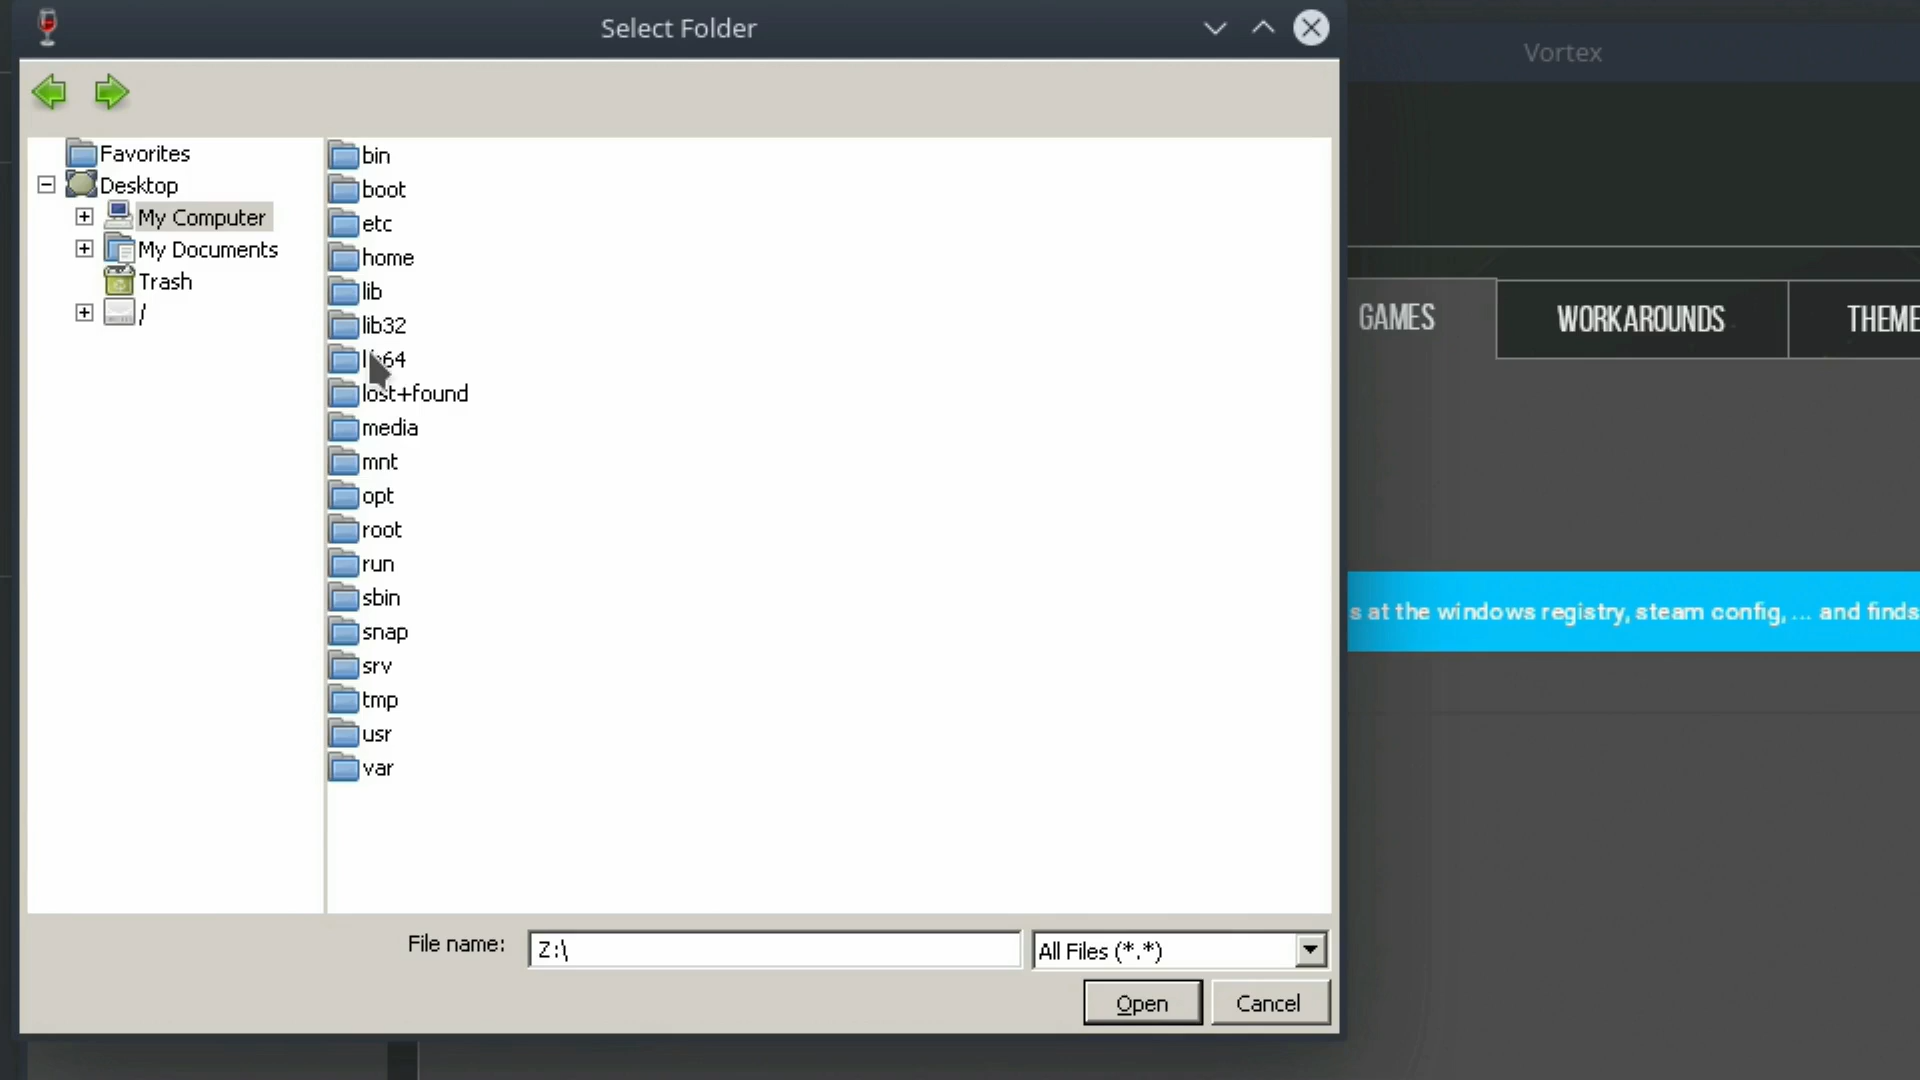 Select Folder
Vortex
Favorites
Desktop
My Computer
My Documents
Trash
/
bin
boot
etc
home
lib
lib32
lib64
lost+found
media
mnt
opt
root
run
sbin
snap
srv
tmp
usr
var
GAMES
WORKAROUNDS
THEME
s at the windows registry, steam config, ... and finds
File name:
Z:\
All Files (*.*)
Open
Cancel